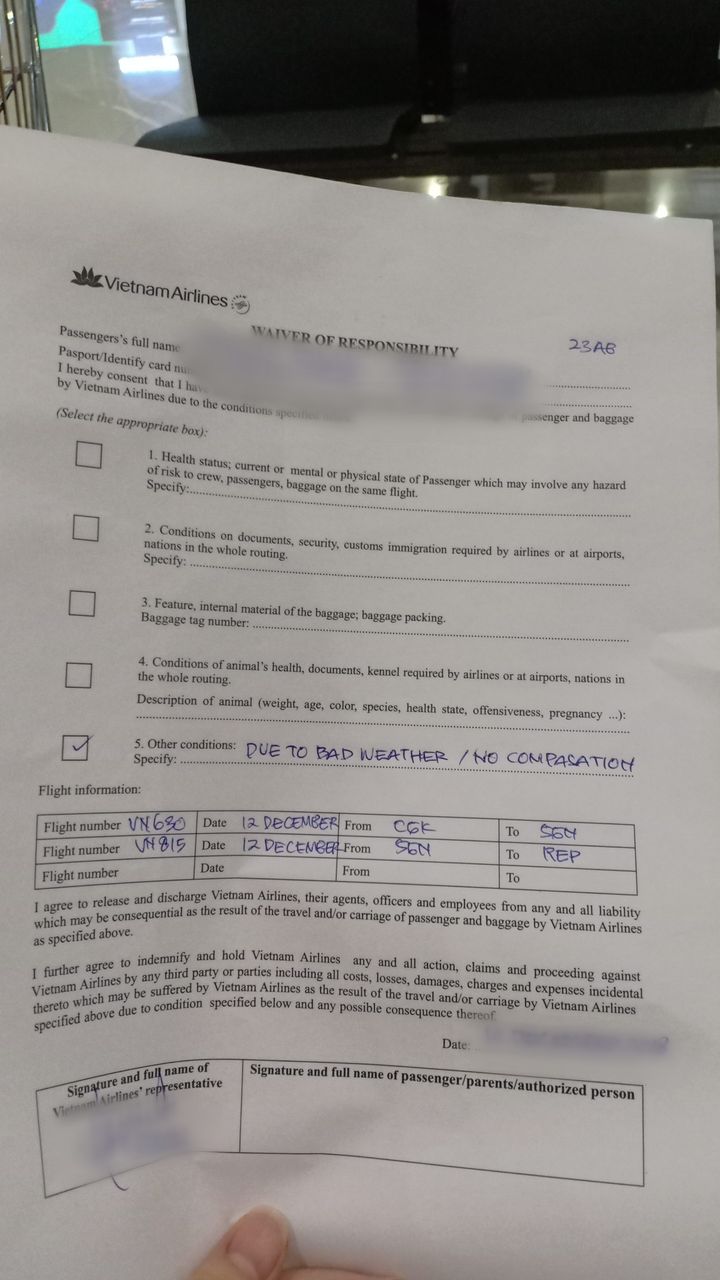 Vietnam Airlines
WAIVER OF RESPONSIBILITY
23AB
Passengers's full name
Pasport/Identify card
I hereby consent that I
by Vietnam Airlines due to the conditions specified passenger and baggage
(Select the appropriate box):
1. Health status; current or mental or physical state of Passenger which may involve any hazard
of risk to crew, passengers, baggage on the same flight.
Specify:
2. Conditions on documents, security, customs immigration required by airlines or at airports,
nations in the whole routing.
Specify:
3. Feature, internal material of the baggage; baggage packing.
Baggage tag number:
4. Conditions of animal's health, documents, kennel required by airlines or at airports, nations in
the whole routing.
Description of animal (weight, age, color, species, health state, offensiveness, pregnancy ...):
5. Other conditions: DUE TO BAD WEATHER / NO COMPASATION
Specify:
Flight information:
Flight number VN630 Date 12 DECEMBER From CGK To SGN
Flight number VN815 Date 12 DECEMBER From SGN To REP
Flight number Date From To
I agree to release and discharge Vietnam Airlines, their agents, officers and employees from any and all liability
which may be consequential as the result of the travel and/or carriage of passenger and baggage by Vietnam Airlines
as specified above.
I further agree to indemnify and hold Vietnam Airlines any and all action, claims and proceeding against
Vietnam Airlines by any third party or parties including all costs, losses, damages, charges and expenses incidental
thereto which may be suffered by Vietnam Airlines as the result of the travel and/or carriage by Vietnam Airlines
specified above due to condition specified below and any possible consequence thereof
Date:
Signature and full name of
Vietnam Airlines' representative
Signature and full name of passenger/parents/authorized person